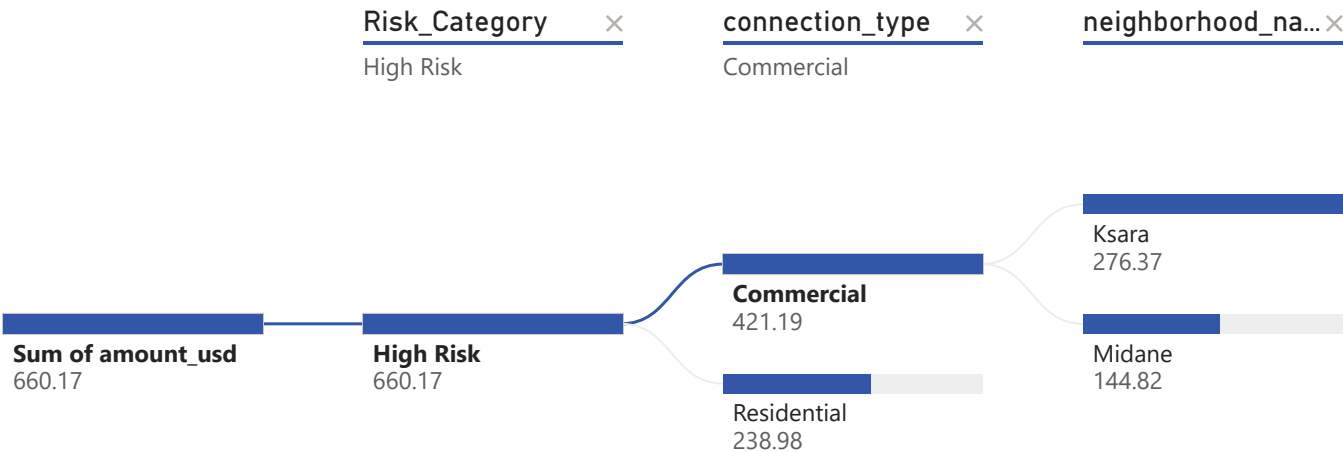 Risk_Category ×
High Risk
connection_type ×
Commercial
neighborhood_na... ×
Sum of amount_usd
660.17
High Risk
660.17
Commercial
421.19
Residential
238.98
Ksara
276.37
Midane
144.82